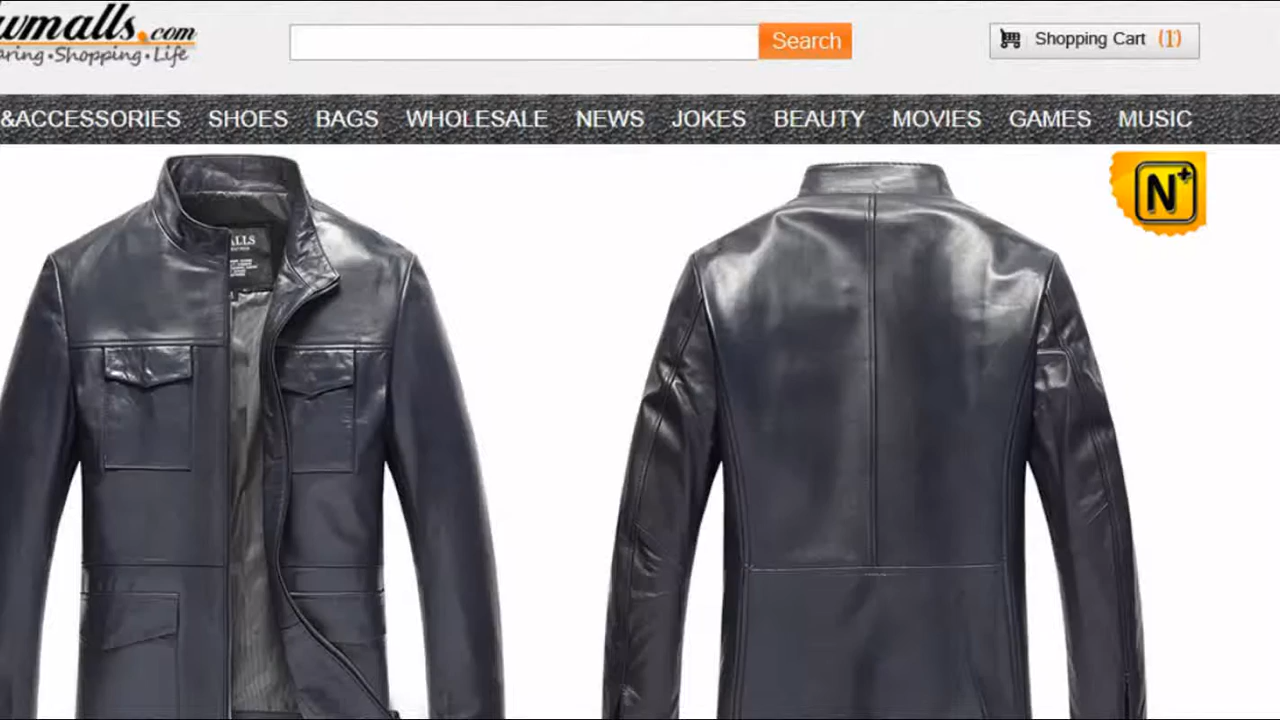 wmalls.com
aring•Shopping•Life
Search
Shopping Cart (1)
&ACCESSORIES SHOES BAGS WHOLESALE NEWS JOKES BEAUTY MOVIES GAMES MUSIC
N+
ALLS